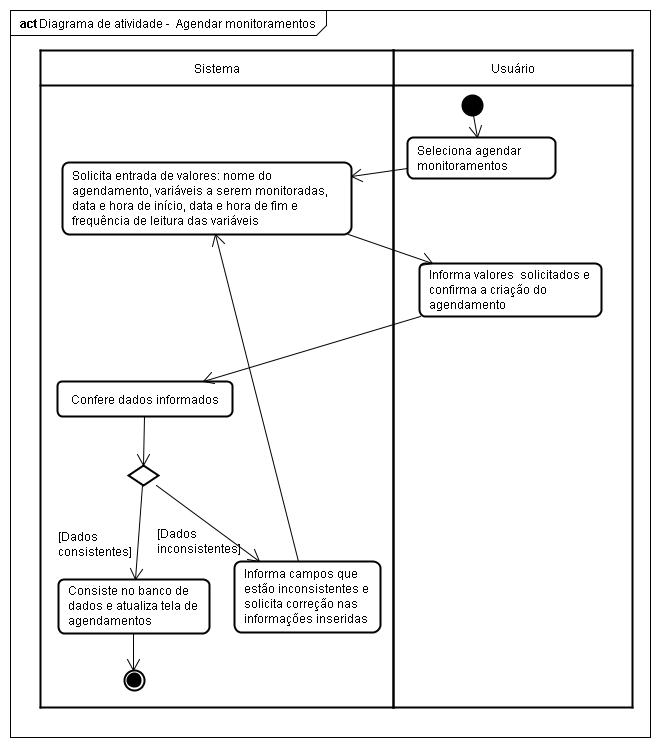 act Diagrama de atividade - Agendar monitoramentos
Sistema
Usuário
Seleciona agendar
monitoramentos
Solicita entrada de valores: nome do
agendamento, variáveis a serem monitoradas,
data e hora de início, data e hora de fim e
frequência de leitura das variáveis
Informa valores solicitados e
confirma a criação do
agendamento
Confere dados informados
[Dados
consistentes]
[Dados
inconsistentes]
Consiste no banco de
dados e atualiza tela de
agendamentos
Informa campos que
estão inconsistentes e
solicita correção nas
informações inseridas